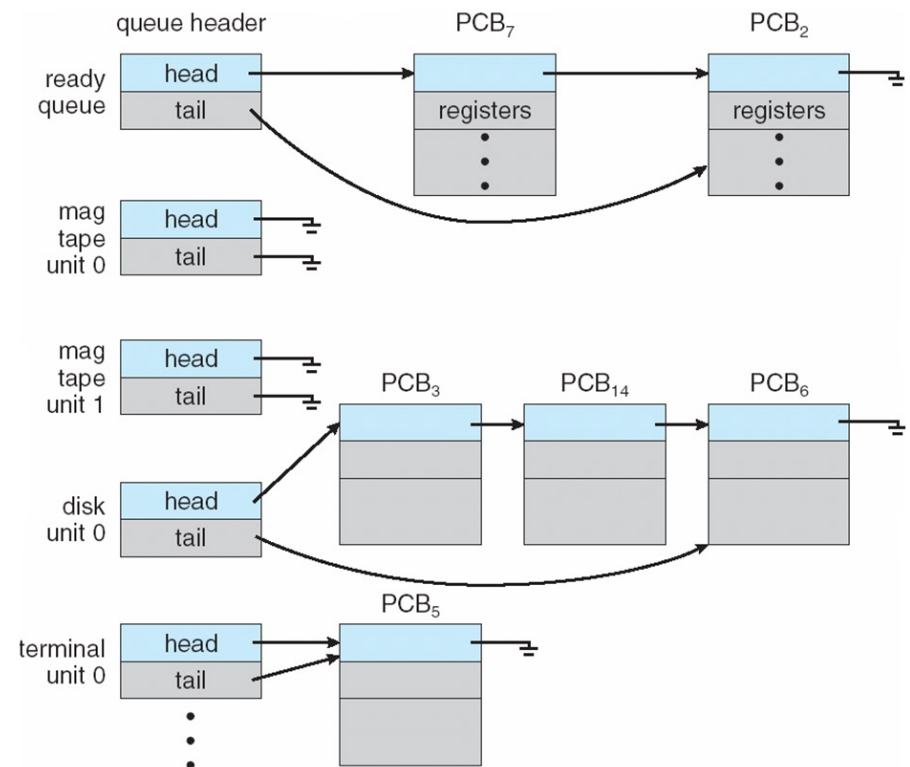 queue header
PCB₇
PCB₂
ready
queue
head
tail
registers
registers
mag
tape
unit 0
head
tail
mag
tape
unit 1
head
tail
PCB₃
PCB₁₄
PCB₆
disk
unit 0
head
tail
PCB₅
terminal
unit 0
head
tail